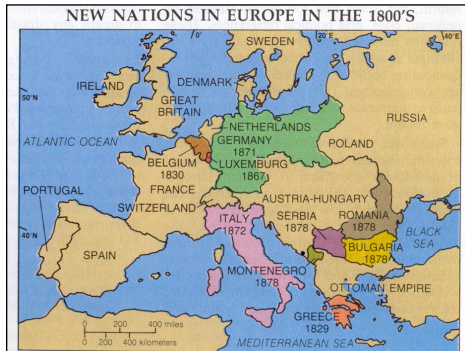 NEW NATIONS IN EUROPE IN THE 1800'S
0°
40°E
SWEDEN
IRELAND
DENMARK
50°N
GREAT
BRITAIN
NETHERLANDS
RUSSIA
ATLANTIC OCEAN
GERMANY
1871
POLAND
BELGIUM
1830
LUXEMBURG
1867
PORTUGAL
FRANCE
AUSTRIA-HUNGARY
SWITZERLAND
ITALY
1872
SERBIA
1878
ROMANIA
1878
BLACK
SEA
40°N
SPAIN
BULGARIA
1878
MONTENEGRO
1878
OTTOMAN EMPIRE
GREECE
1829
0 200 400 miles
0 200 400 kilometers
MEDITERRANEAN SEA